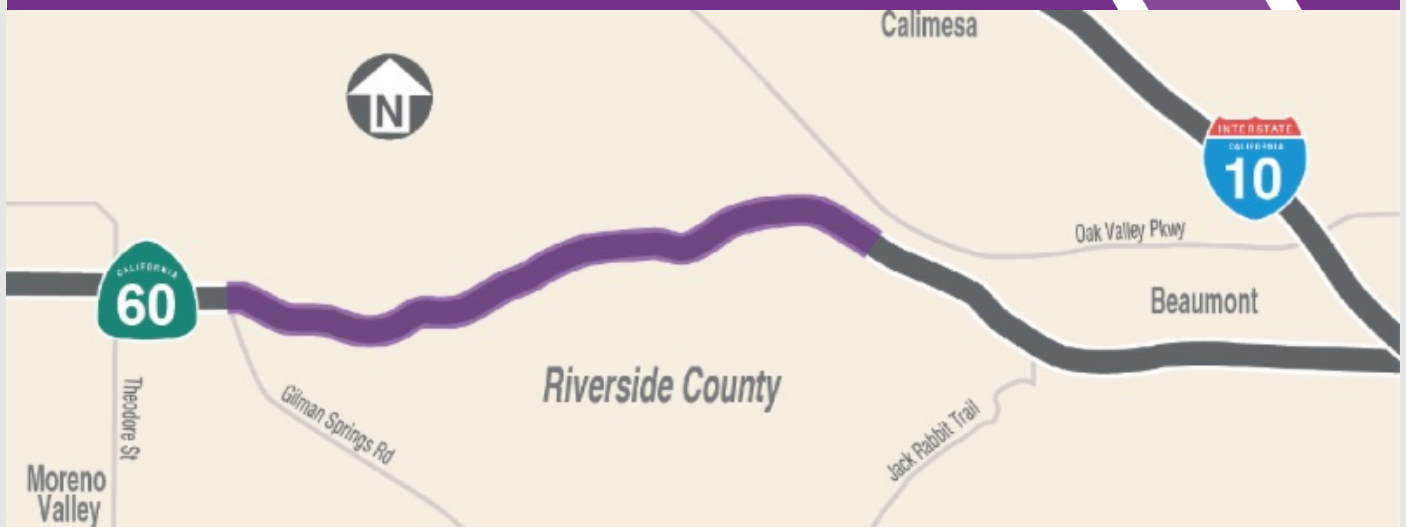 Calimesa
N
INTERSTATE
CALIFORNIA
10
Oak Valley Pkwy
CALIFORNIA
60
Beaumont
Riverside County
Theodore St
Gilman Springs Rd
Jack Rabbit Trail
Moreno
Valley